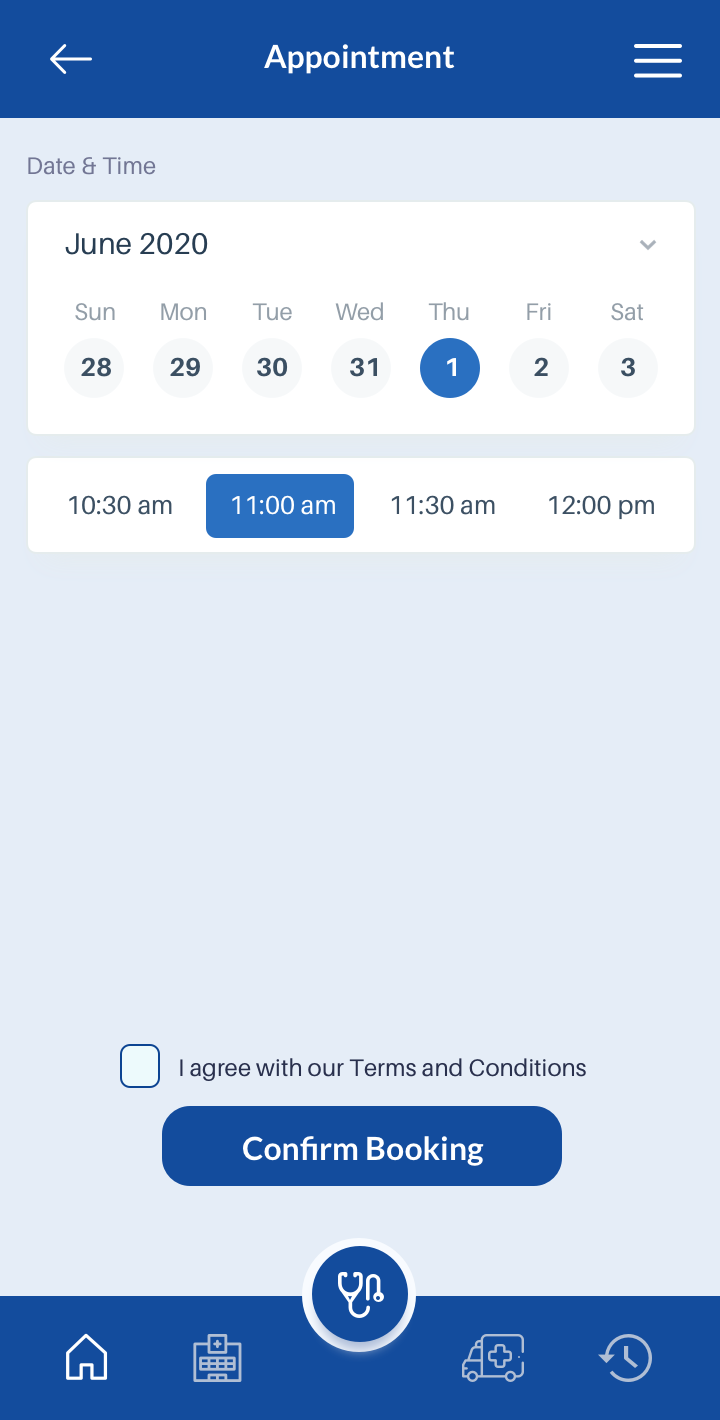 Appointment
Date & Time
June 2020
Sun Mon Tue Wed Thu Fri Sat
28 29 30 31 1 2 3
10:30 am 11:00 am 11:30 am 12:00 pm
I agree with our Terms and Conditions
Confirm Booking